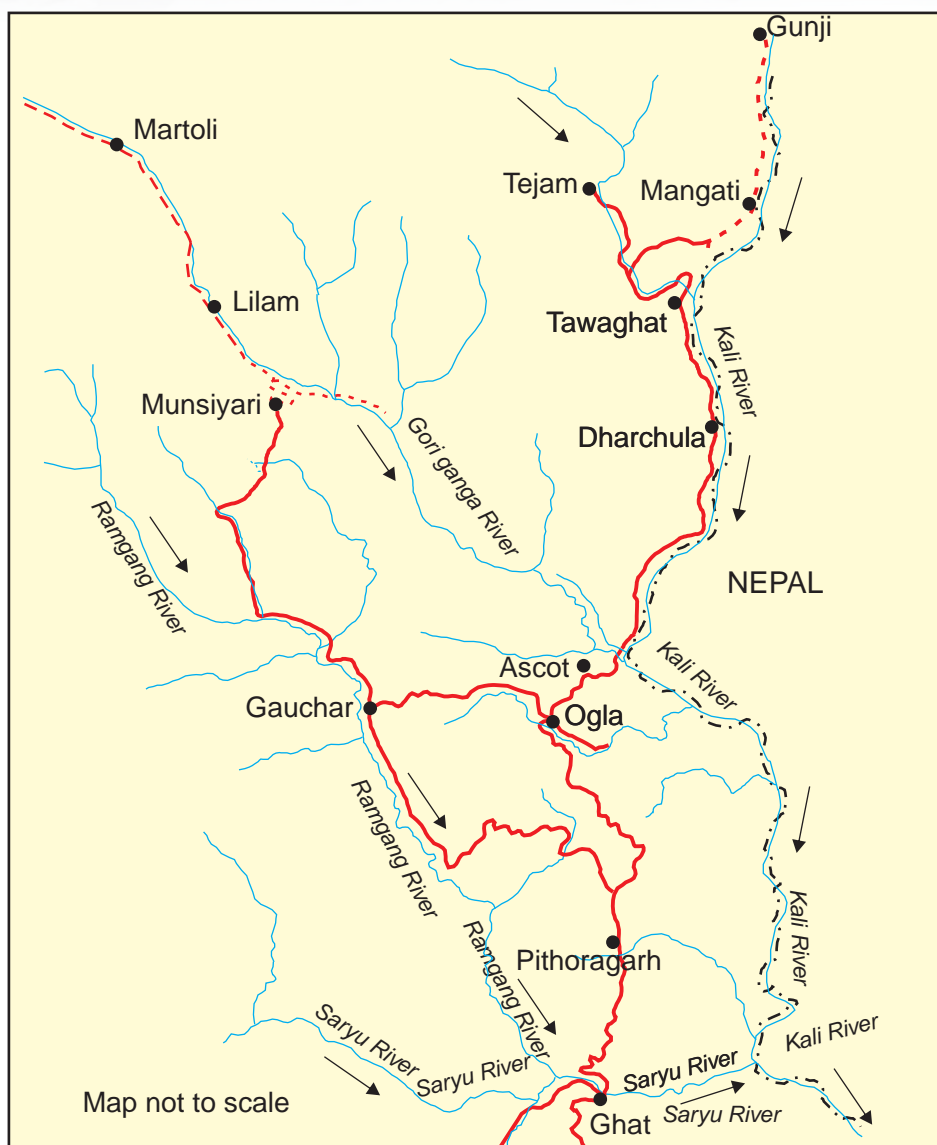 Gunji
Martoli
Tejam
Mangati
Lilam
Tawaghat
Kali River
Munsiyari
Dharchula
Gori ganga River
Ramgang River
NEPAL
Ascot
Kali River
Gauchar
Ogla
Ramgang River
Kali River
Ramgang River
Pithoragarh
Saryu River
Kali River
Saryu River
Saryu River
Map not to scale
Ghat
Saryu River